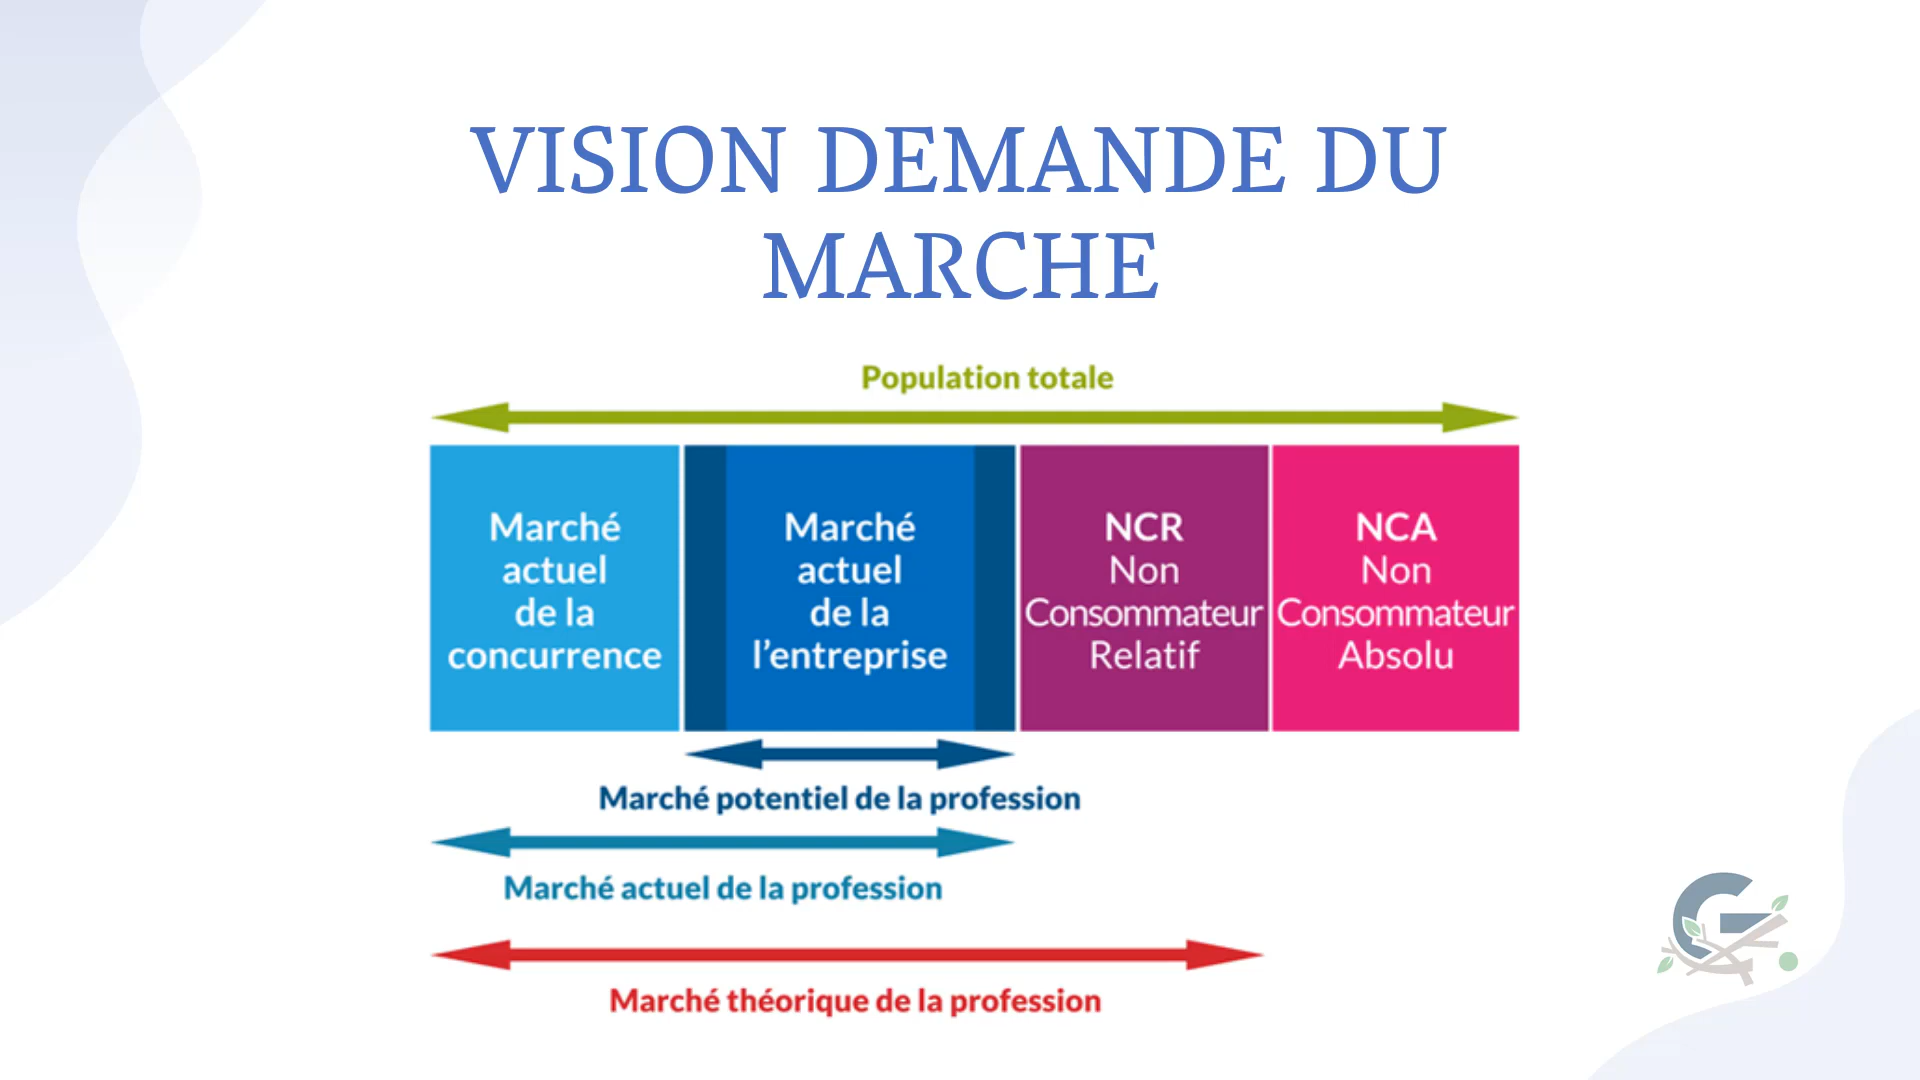 VISION DEMANDE DU
MARCHE
Population totale
Marché
actuel
de la
concurrence
Marché
actuel
de la
l’entreprise
NCR
Non
Consommateur
Relatif
NCA
Non
Consommateur
Absolu
Marché potentiel de la profession
Marché actuel de la profession
Marché théorique de la profession
G